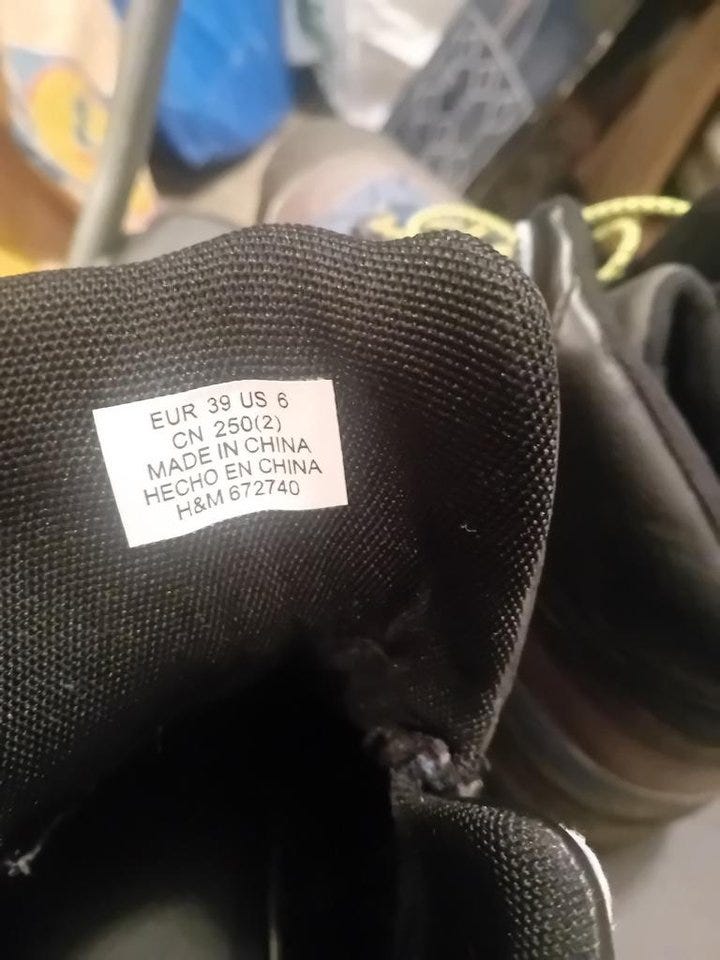 EUR 39 US 6
CN 250(2)
MADE IN CHINA
HECHO EN CHINA
H&M 672740